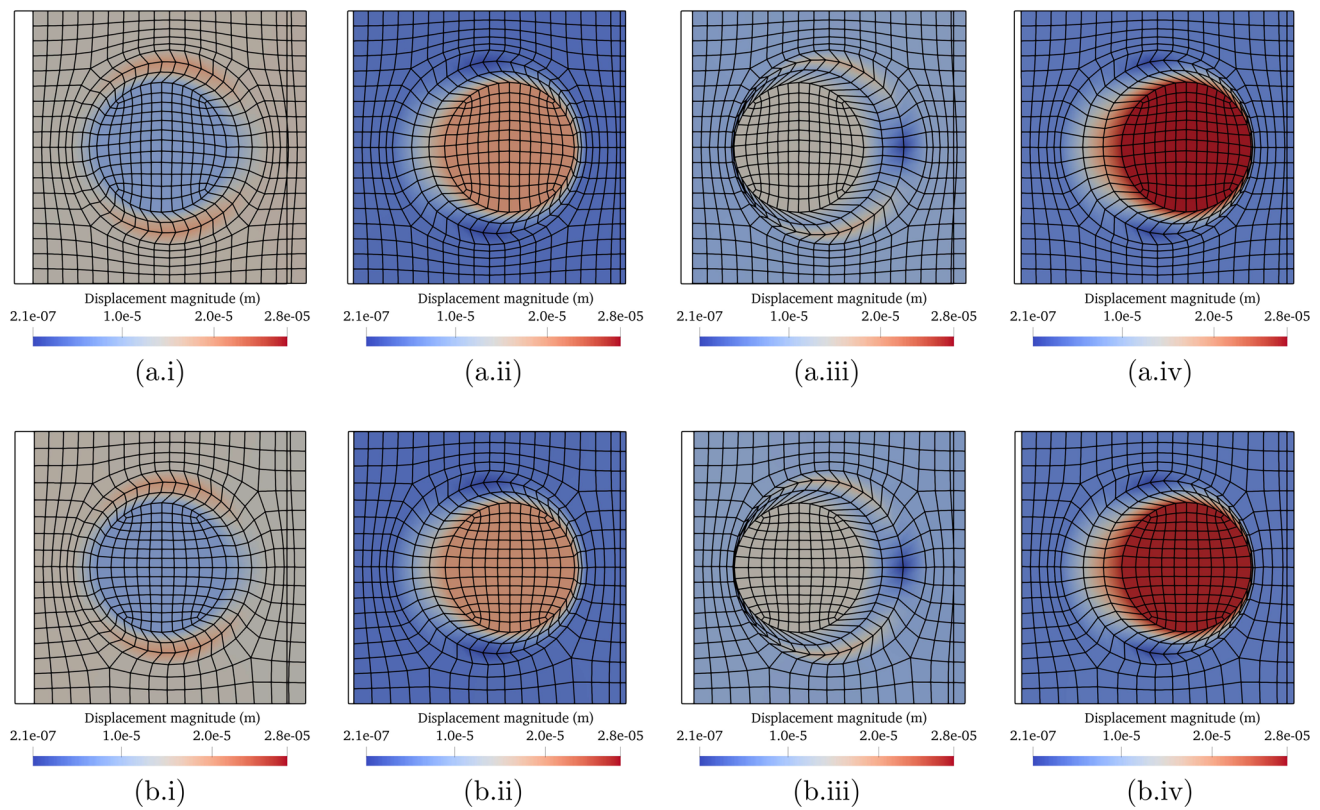 Displacement magnitude (m) Displacement magnitude (m) Displacement magnitude (m) Displacement magnitude (m)
2.1e-07 1.0e-5 2.0e-5 2.8e-05 2.1e-07 1.0e-5 2.0e-5 2.8e-05 2.1e-07 1.0e-5 2.0e-5 2.8e-05 2.1e-07 1.0e-5 2.0e-5 2.8e-05
(a.i) (a.ii) (a.iii) (a.iv)
Displacement magnitude (m) Displacement magnitude (m) Displacement magnitude (m) Displacement magnitude (m)
2.1e-07 1.0e-5 2.0e-5 2.8e-05 2.1e-07 1.0e-5 2.0e-5 2.8e-05 2.1e-07 1.0e-5 2.0e-5 2.8e-05 2.1e-07 1.0e-5 2.0e-5 2.8e-05
(b.i) (b.ii) (b.iii) (b.iv)